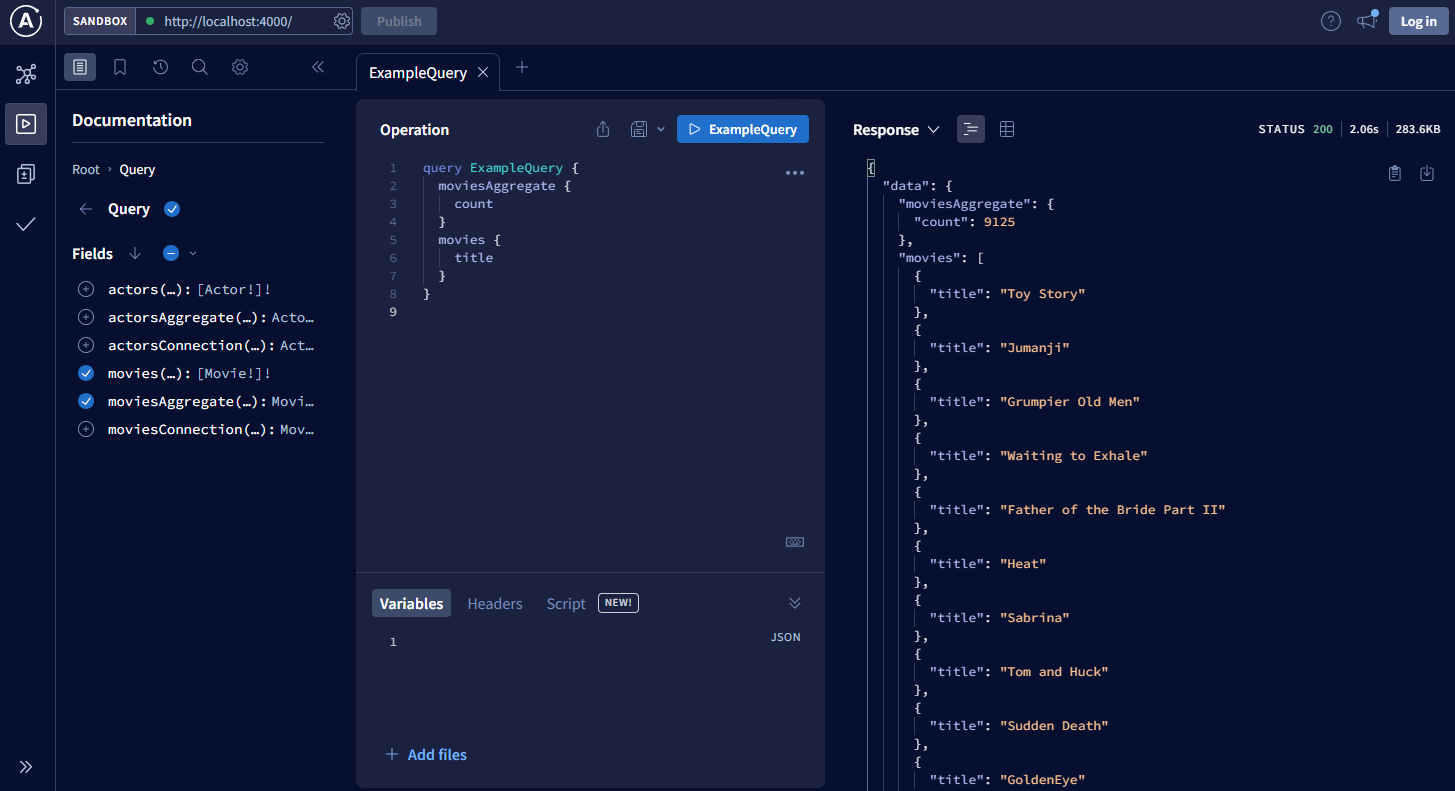 A
SANDBOX
http://localhost:4000/
Publish
?
Log in
ExampleQuery
Documentation
Root › Query
Query
Fields
actors(…): [Actor!]!
actorsAggregate(…): Acto…
actorsConnection(…): Act…
movies(…): [Movie!]!
moviesAggregate(…): Movi…
moviesConnection(…): Mov…
Operation
ExampleQuery
1 query ExampleQuery {
2 moviesAggregate {
3 count
4 }
5 movies {
6 title
7 }
8 }
9
Variables
Headers
Script
NEW!
1
JSON
Add files
Response
STATUS 200
2.06s
283.6KB
{
"data": {
"moviesAggregate": {
"count": 9125
},
"movies": [
{
"title": "Toy Story"
},
{
"title": "Jumanji"
},
{
"title": "Grumpier Old Men"
},
{
"title": "Waiting to Exhale"
},
{
"title": "Father of the Bride Part II"
},
{
"title": "Heat"
},
{
"title": "Sabrina"
},
{
"title": "Tom and Huck"
},
{
"title": "Sudden Death"
},
{
"title": "GoldenEye"